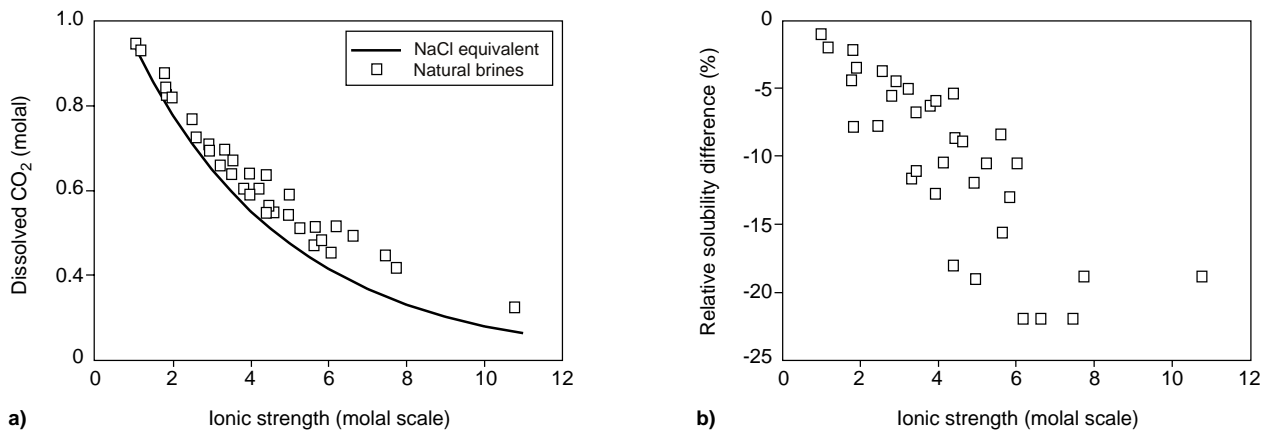 1.0
0.8
0.6
0.4
0
0 2 4 6 8 10 12
Dissolved CO2 (molal)
NaCl equivalent
Natural brines
a) Ionic strength (molal scale)
0
-5
-10
-15
-20
-25
0 2 4 6 8 10 12
Relative solubility difference (%)
b) Ionic strength (molal scale)